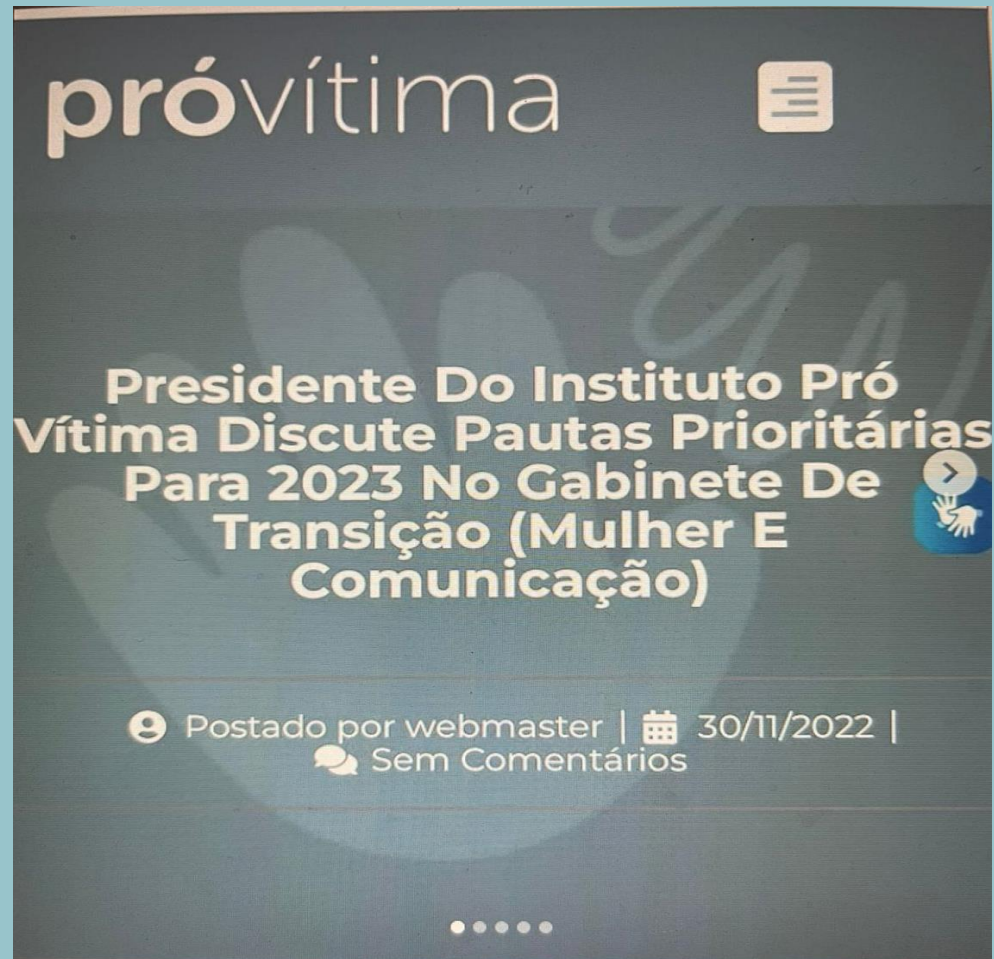 próvítima
Presidente Do Instituto Pró
Vítima Discute Pautas Prioritárias
Para 2023 No Gabinete De
Transição (Mulher E
Comunicação)
Postado por webmaster | 30/11/2022 |
Sem Comentários